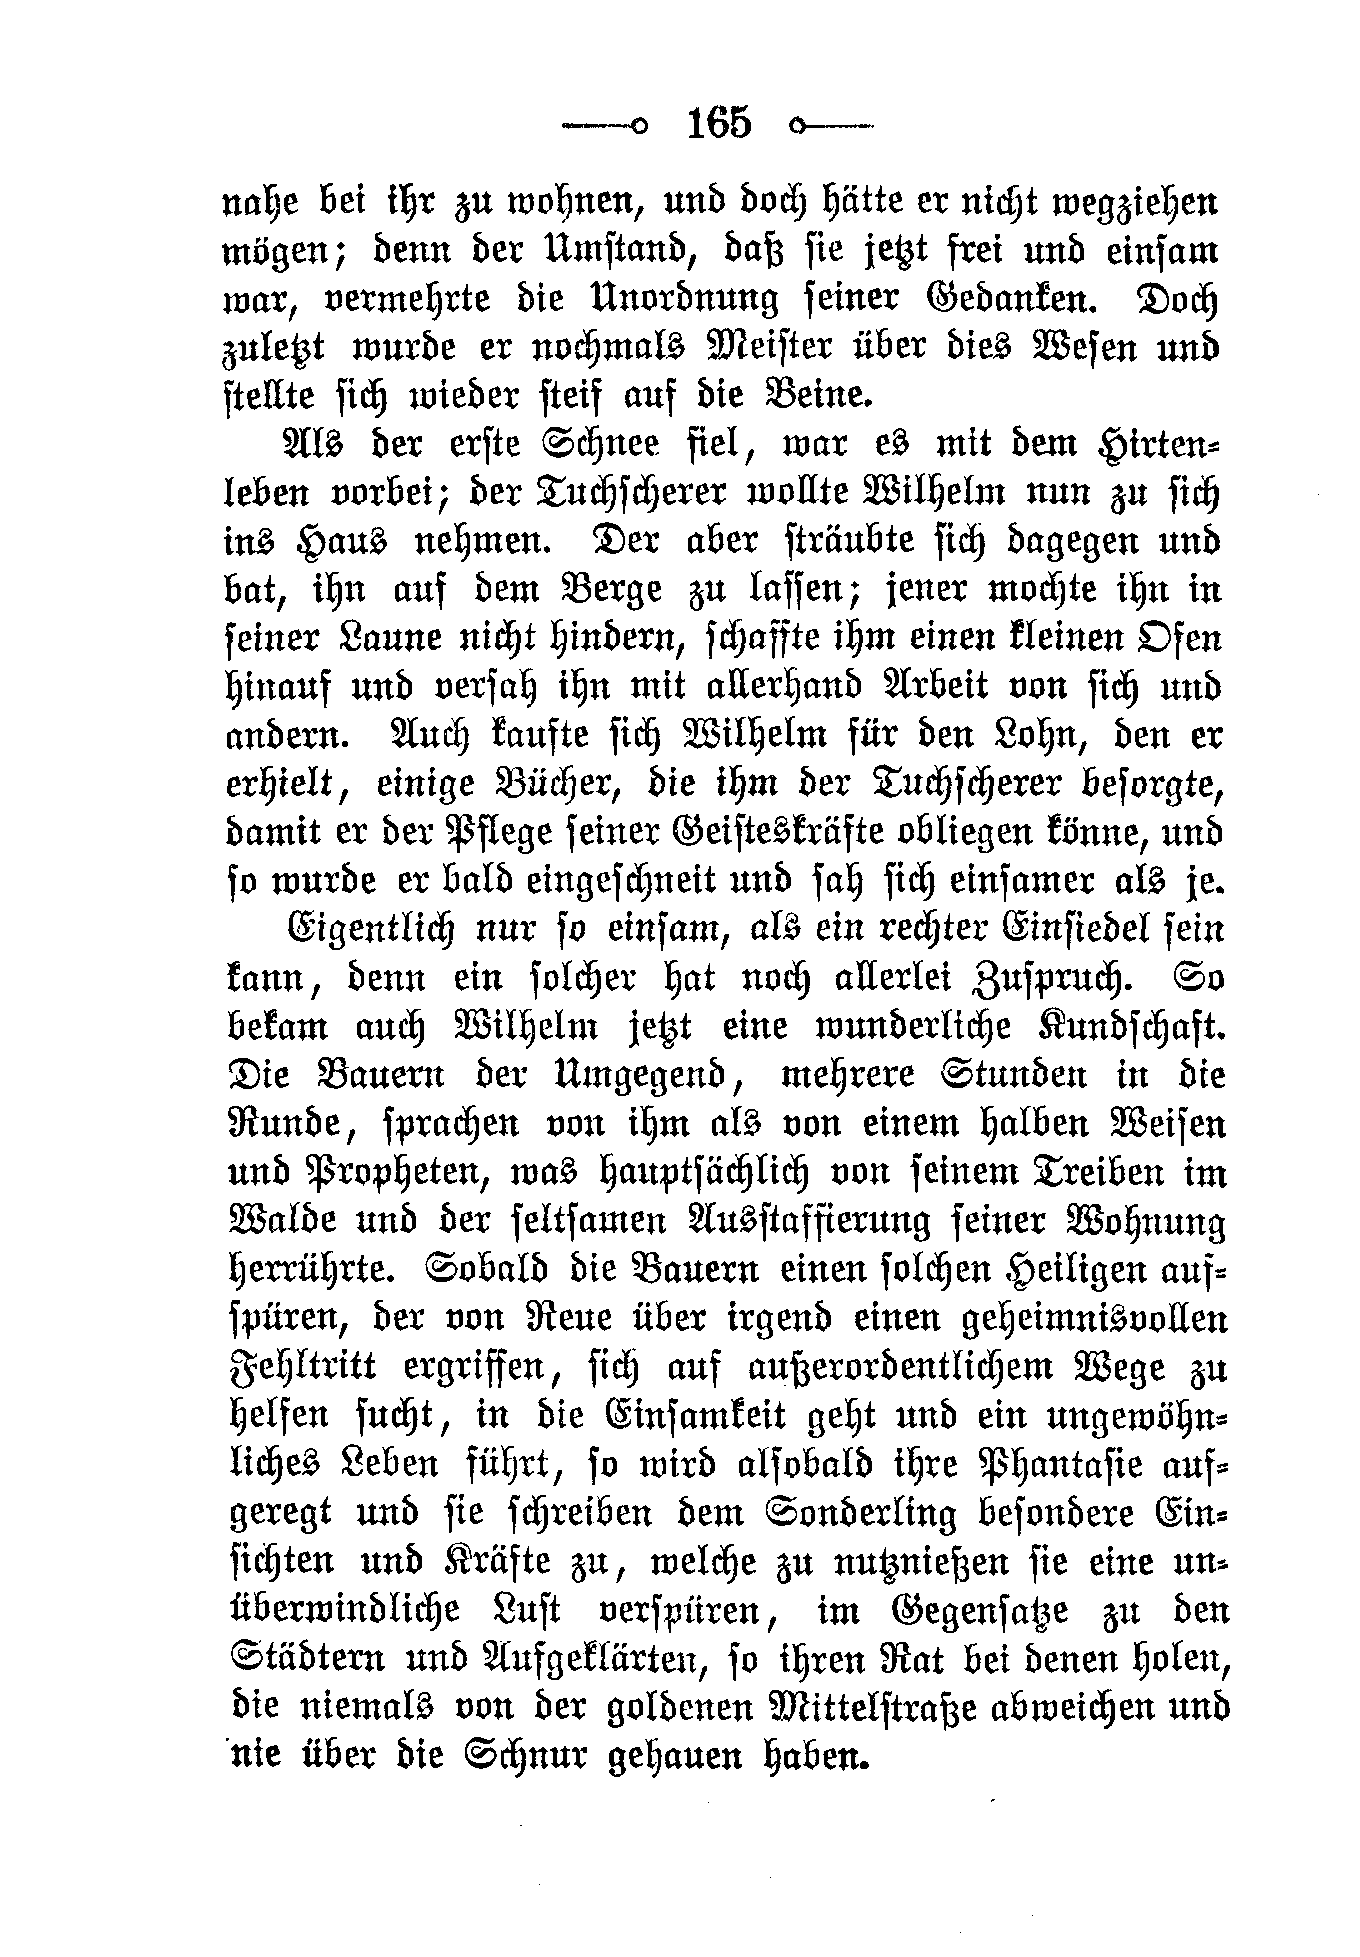 165
nahe bei ihr zu wohnen, und doch hätte er nicht wegziehen
mögen; denn der Umstand, daß sie jetzt frei und einsam
war, vermehrte die Unordnung seiner Gedanken. Doch
zuletzt wurde er nochmals Meister über dies Wesen und
stellte sich wieder steif auf die Beine.
Als der erste Schnee fiel, war es mit dem Hirten-
leben vorbei; der Tuchscherer wollte Wilhelm nun zu sich
ins Haus nehmen. Der aber sträubte sich dagegen und
bat, ihn auf dem Berge zu lassen; jener mochte ihn in
seiner Laune nicht hindern, schaffte ihm einen kleinen Ofen
hinauf und versah ihn mit allerhand Arbeit von sich und
andern. Auch kaufte sich Wilhelm für den Lohn, den er
erhielt, einige Bücher, die ihm der Tuchscherer besorgte,
damit er der Pflege seiner Geisteskräfte obliegen könne, und
so wurde er bald eingeschneit und sah sich einsamer als je.
Eigentlich nur so einsam, als ein rechter Einsiedel sein
kann, denn ein solcher hat noch allerlei Zuspruch. So
bekam auch Wilhelm jetzt eine wunderliche Kundschaft.
Die Bauern der Umgegend, mehrere Stunden in die
Runde, sprachen von ihm als von einem halben Weisen
und Propheten, was hauptsächlich von seinem Treiben im
Walde und der seltsamen Ausstaffierung seiner Wohnung
herrührte. Sobald die Bauern einen solchen Heiligen auf-
spüren, der von Reue über irgend einen geheimnisvollen
Fehltritt ergriffen, sich auf außerordentlichem Wege zu
helfen sucht, in die Einsamkeit geht und ein ungewöhn-
liches Leben führt, so wird alsobald ihre Phantasie auf-
geregt und sie schreiben dem Sonderling besondere Ein-
sichten und Kräfte zu, welche zu nutznießen sie eine un-
überwindliche Lust verspüren, im Gegensatze zu den
Städtern und Aufgeklärten, so ihren Rat bei denen holen,
die niemals von der goldenen Mittelstraße abweichen und
nie über die Schnur gehauen haben.